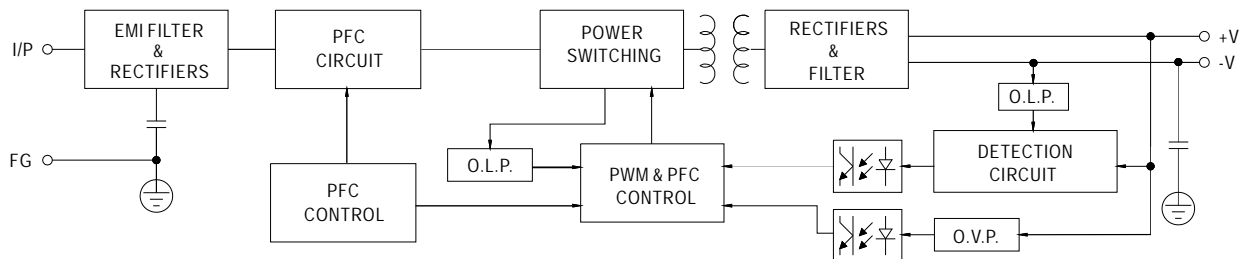 I/P
EMI FILTER
&
RECTIFIERS
PFC
CIRCUIT
POWER
SWITCHING
RECTIFIERS
&
FILTER
+V
-V
O.L.P.
FG
PFC
CONTROL
O.L.P.
PWM & PFC
CONTROL
DETECTION
CIRCUIT
O.V.P.